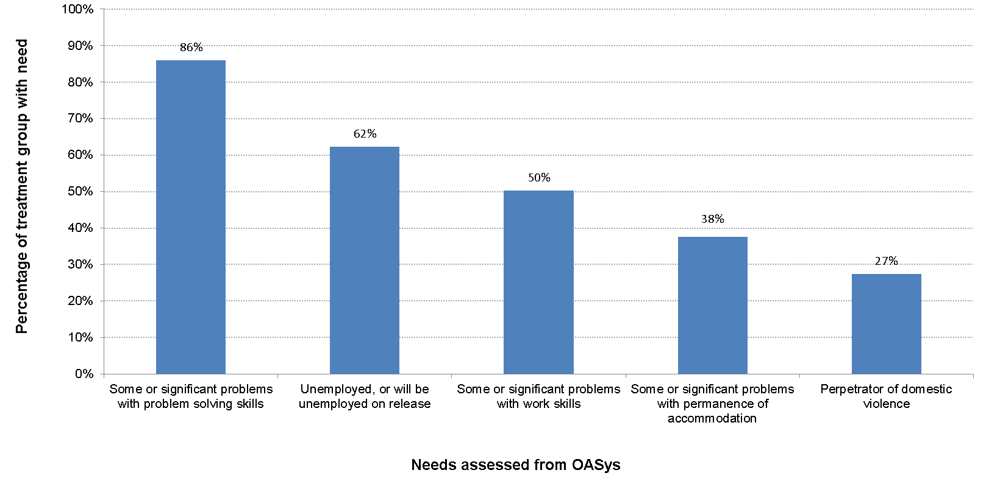 Percentage of treatment group with need
100%
90%
80%
70%
60%
50%
40%
30%
20%
10%
0%
86%
62%
50%
38%
27%
Some or significant problems
with problem solving skills
Unemployed, or will be
unemployed on release
Some or significant problems
with work skills
Some or significant problems
with permanence of
accommodation
Perpetrator of domestic
violence
Needs assessed from OASys